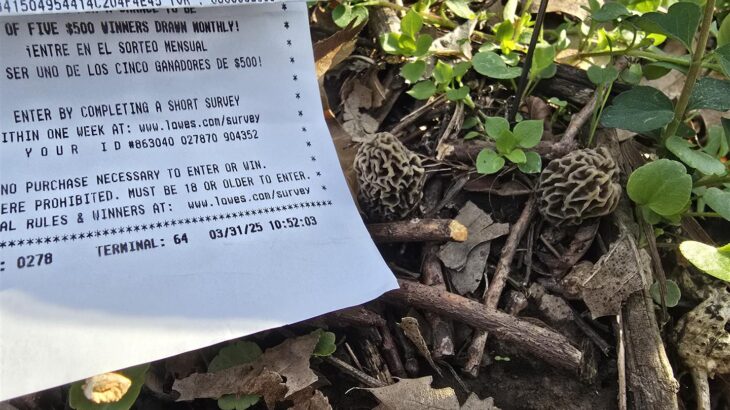 OF FIVE $500 WINNERS DRAWN MONTHLY!
¡ENTRE EN EL SORTEO MENSUAL
SER UNO DE LOS CINCO GANADORES DE $500!
ENTER BY COMPLETING A SHORT SURVEY
WITHIN ONE WEEK AT: www.lowes.com/survey
Y O U R I D #863040 027870 904352
NO PURCHASE NECESSARY TO ENTER OR WIN.
ERE PROHIBITED. MUST BE 18 OR OLDER TO ENTER.
AL RULES & WINNERS AT: www.lowes.com/survey
****************************************
: 0278 TERMINAL: 64 03/31/25 10:52:03